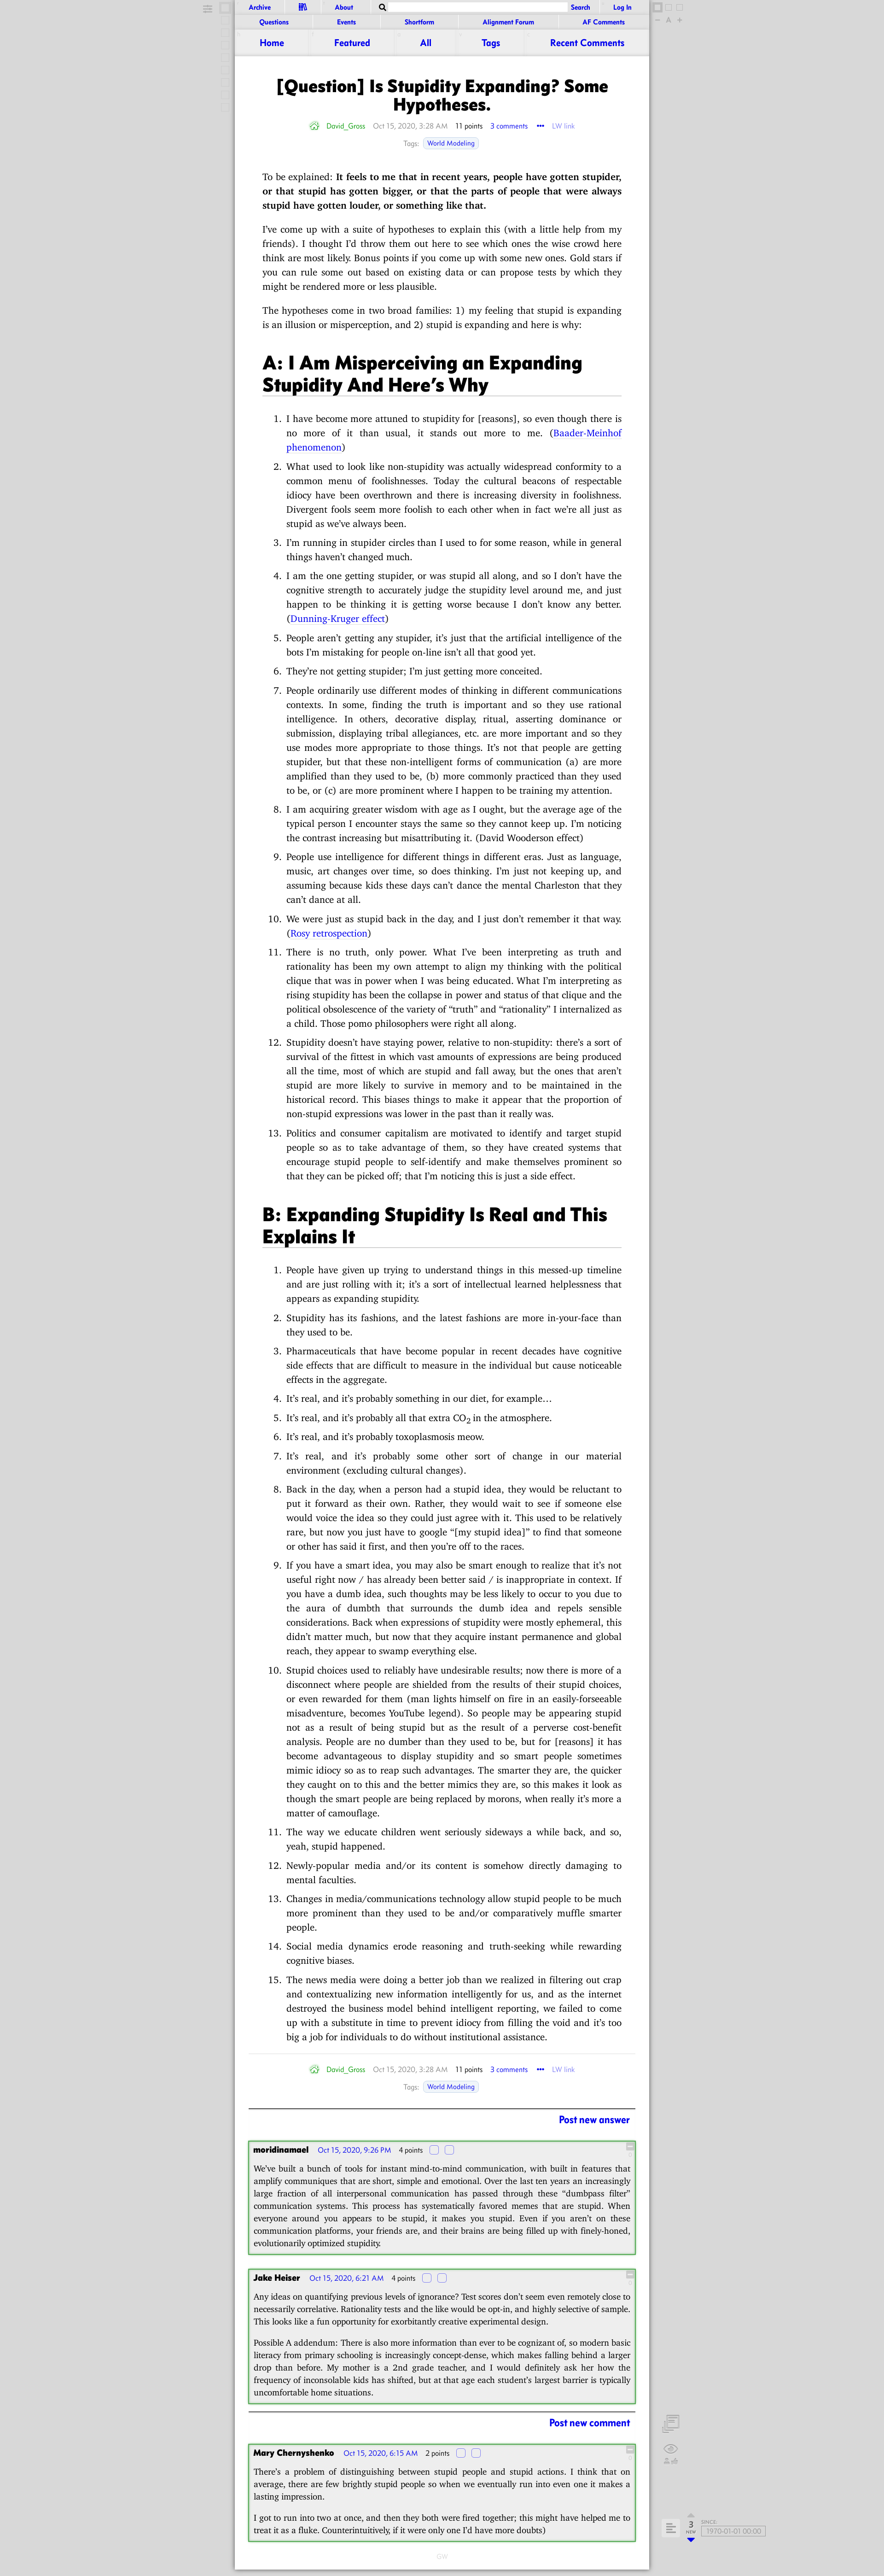 Archive
About
Search
Log In
Questions
Events
Shortform
Alignment Forum
AF Comments
Home
Featured
All
Tags
Recent Comments
[Question] Is Stupidity Expanding? Some
Hypotheses.
David_Gross Oct 15, 2020, 3:28 AM 11 points 3 comments LW link
Tags: World Modeling
To be explained: It feels to me that in recent years, people have gotten stupider,
or that stupid has gotten bigger, or that the parts of people that were always
stupid have gotten louder, or something like that.
I’ve come up with a suite of hypotheses to explain this (with a little help from my
friends). I thought I’d throw them out here to see which ones the wise crowd here
think are most likely. Bonus points if you come up with some new ones. Gold stars if
you can rule some out based on existing data or can propose tests by which they
might be rendered more or less plausible.
The hypotheses come in two broad families: 1) my feeling that stupid is expanding
is an illusion or misperception, and 2) stupid is expanding and here is why:
A: I Am Misperceiving an Expanding
Stupidity And Here’s Why
1. I have become more attuned to stupidity for [reasons], so even though there is
no more of it than usual, it stands out more to me. (Baader-Meinhof
phenomenon)
2. What used to look like non-stupidity was actually widespread conformity to a
common menu of foolishnesses. Today the cultural beacons of respectable
idiocy have been overthrown and there is increasing diversity in foolishness.
Divergent fools seem more foolish to each other when in fact we’re all just as
stupid as we’ve always been.
3. I’m running in stupider circles than I used to for some reason, while in general
things haven’t changed much.
4. I am the one getting stupider, or was stupid all along, and so I don’t have the
cognitive strength to accurately judge the stupidity level around me, and just
happen to be thinking it is getting worse because I don’t know any better.
(Dunning-Kruger effect)
5. People aren’t getting any stupider, it’s just that the artificial intelligence of the
bots I’m mistaking for people on-line isn’t all that good yet.
6. They’re not getting stupider; I’m just getting more conceited.
7. People ordinarily use different modes of thinking in different communications
contexts. In some, finding the truth is important and so they use rational
intelligence. In others, decorative display, ritual, asserting dominance or
submission, displaying tribal allegiances, etc. are more important and so they
use modes more appropriate to those things. It’s not that people are getting
stupider, but that these non-intelligent forms of communication (a) are more
amplified than they used to be, (b) more commonly practiced than they used
to be, or (c) are more prominent where I happen to be training my attention.
8. I am acquiring greater wisdom with age as I ought, but the average age of the
typical person I encounter stays the same so they cannot keep up. I’m noticing
the contrast increasing but misattributing it. (David Wooderson effect)
9. People use intelligence for different things in different eras. Just as language,
music, art changes over time, so does thinking. I’m just not keeping up, and
assuming because kids these days can’t dance the mental Charleston that they
can’t dance at all.
10. We were just as stupid back in the day, and I just don’t remember it that way.
(Rosy retrospection)
11. There is no truth, only power. What I’ve been interpreting as truth and
rationality has been my own attempt to align my thinking with the political
clique that was in power when I was being educated. What I’m interpreting as
rising stupidity has been the collapse in power and status of that clique and the
political obsolescence of the variety of “truth” and “rationality” I internalized as
a child. Those pomo philosophers were right all along.
12. Stupidity doesn’t have staying power, relative to non-stupidity: there’s a sort of
survival of the fittest in which vast amounts of expressions are being produced
all the time, most of which are stupid and fall away, but the ones that aren’t
stupid are more likely to survive in memory and to be maintained in the
historical record. This biases things to make it appear that the proportion of
non-stupid expressions was lower in the past than it really was.
13. Politics and consumer capitalism are motivated to identify and target stupid
people so as to take advantage of them, so they have created systems that
encourage stupid people to self-identify and make themselves prominent so
that they can be picked off; that I’m noticing this is just a side effect.
B: Expanding Stupidity Is Real and This
Explains It
1. People have given up trying to understand things in this messed-up timeline
and are just rolling with it; it’s a sort of intellectual learned helplessness that
appears as expanding stupidity.
2. Stupidity has its fashions, and the latest fashions are more in-your-face than
they used to be.
3. Pharmaceuticals that have become popular in recent decades have cognitive
side effects that are difficult to measure in the individual but cause noticeable
effects in the aggregate.
4. It’s real, and it’s probably something in our diet, for example…
5. It’s real, and it’s probably all that extra CO2 in the atmosphere.
6. It’s real, and it’s probably toxoplasmosis meow.
7. It’s real, and it’s probably some other sort of change in our material
environment (excluding cultural changes).
8. Back in the day, when a person had a stupid idea, they would be reluctant to
put it forward as their own. Rather, they would wait to see if someone else
would voice the idea so they could just agree with it. This used to be relatively
rare, but now you just have to google “[my stupid idea]” to find that someone
or other has said it first, and then you’re off to the races.
9. If you have a smart idea, you may also be smart enough to realize that it’s not
useful right now / has already been better said / is inappropriate in context. If
you have a dumb idea, such thoughts may be less likely to occur to you due to
the aura of dumbth that surrounds the dumb idea and repels sensible
considerations. Back when expressions of stupidity were mostly ephemeral, this
didn’t matter much, but now that they acquire instant permanence and global
reach, they appear to swamp everything else.
10. Stupid choices used to reliably have undesirable results; now there is more of a
disconnect where people are shielded from the results of their stupid choices,
or even rewarded for them (man lights himself on fire in an easily-forseeable
misadventure, becomes YouTube legend). So people may be appearing stupid
not as a result of being stupid but as the result of a perverse cost-benefit
analysis. People are no dumber than they used to be, but for [reasons] it has
become advantageous to display stupidity and so smart people sometimes
mimic idiocy so as to reap such advantages. The smarter they are, the quicker
they caught on to this and the better mimics they are, so this makes it look as
though the smart people are being replaced by morons, when really it’s more a
matter of camouflage.
11. The way we educate children went seriously sideways a while back, and so,
yeah, stupid happened.
12. Newly-popular media and/or its content is somehow directly damaging to
mental faculties.
13. Changes in media/communications technology allow stupid people to be much
more prominent than they used to be and/or comparatively muffle smarter
people.
14. Social media dynamics erode reasoning and truth-seeking while rewarding
cognitive biases.
15. The news media were doing a better job than we realized in filtering out crap
and contextualizing new information intelligently for us, and as the internet
destroyed the business model behind intelligent reporting, we failed to come
up with a substitute in time to prevent idiocy from filling the void and it’s too
big a job for individuals to do without institutional assistance.
David_Gross Oct 15, 2020, 3:28 AM 11 points 3 comments LW link
Tags: World Modeling
Post new answer
moridinamael Oct 15, 2020, 9:26 PM 4 points
We’ve built a bunch of tools for instant mind-to-mind communication, with built in features that
amplify communiques that are short, simple and emotional. Over the last ten years an increasingly
large fraction of all interpersonal communication has passed through these “dumbpass filter”
communication systems. This process has systematically favored memes that are stupid. When
everyone around you appears to be stupid, it makes you stupid. Even if you aren’t on these
communication platforms, your friends are, and their brains are being filled up with finely-honed,
evolutionarily optimized stupidity.
Jake Heiser Oct 15, 2020, 6:21 AM 4 points
Any ideas on quantifying previous levels of ignorance? Test scores don’t seem even remotely close to
necessarily correlative. Rationality tests and the like would be opt-in, and highly selective of sample.
This looks like a fun opportunity for exorbitantly creative experimental design.
Possible A addendum: There is also more information than ever to be cognizant of, so modern basic
literacy from primary schooling is increasingly concept-dense, which makes falling behind a larger
drop than before. My mother is a 2nd grade teacher, and I would definitely ask her how the
frequency of inconsolable kids has shifted, but at that age each student’s largest barrier is typically
uncomfortable home situations.
Post new comment
Mary Chernyshenko Oct 15, 2020, 6:15 AM 2 points
There’s a problem of distinguishing between stupid people and stupid actions. I think that on
average, there are few brightly stupid people so when we eventually run into even one it makes a
lasting impression.
I got to run into two at once, and then they both were fired together; this might have helped me to
treat it as a fluke. Counterintuitively, if it were only one I’d have more doubts)
GW
3
NEW
SINCE
1970-01-01 00:00